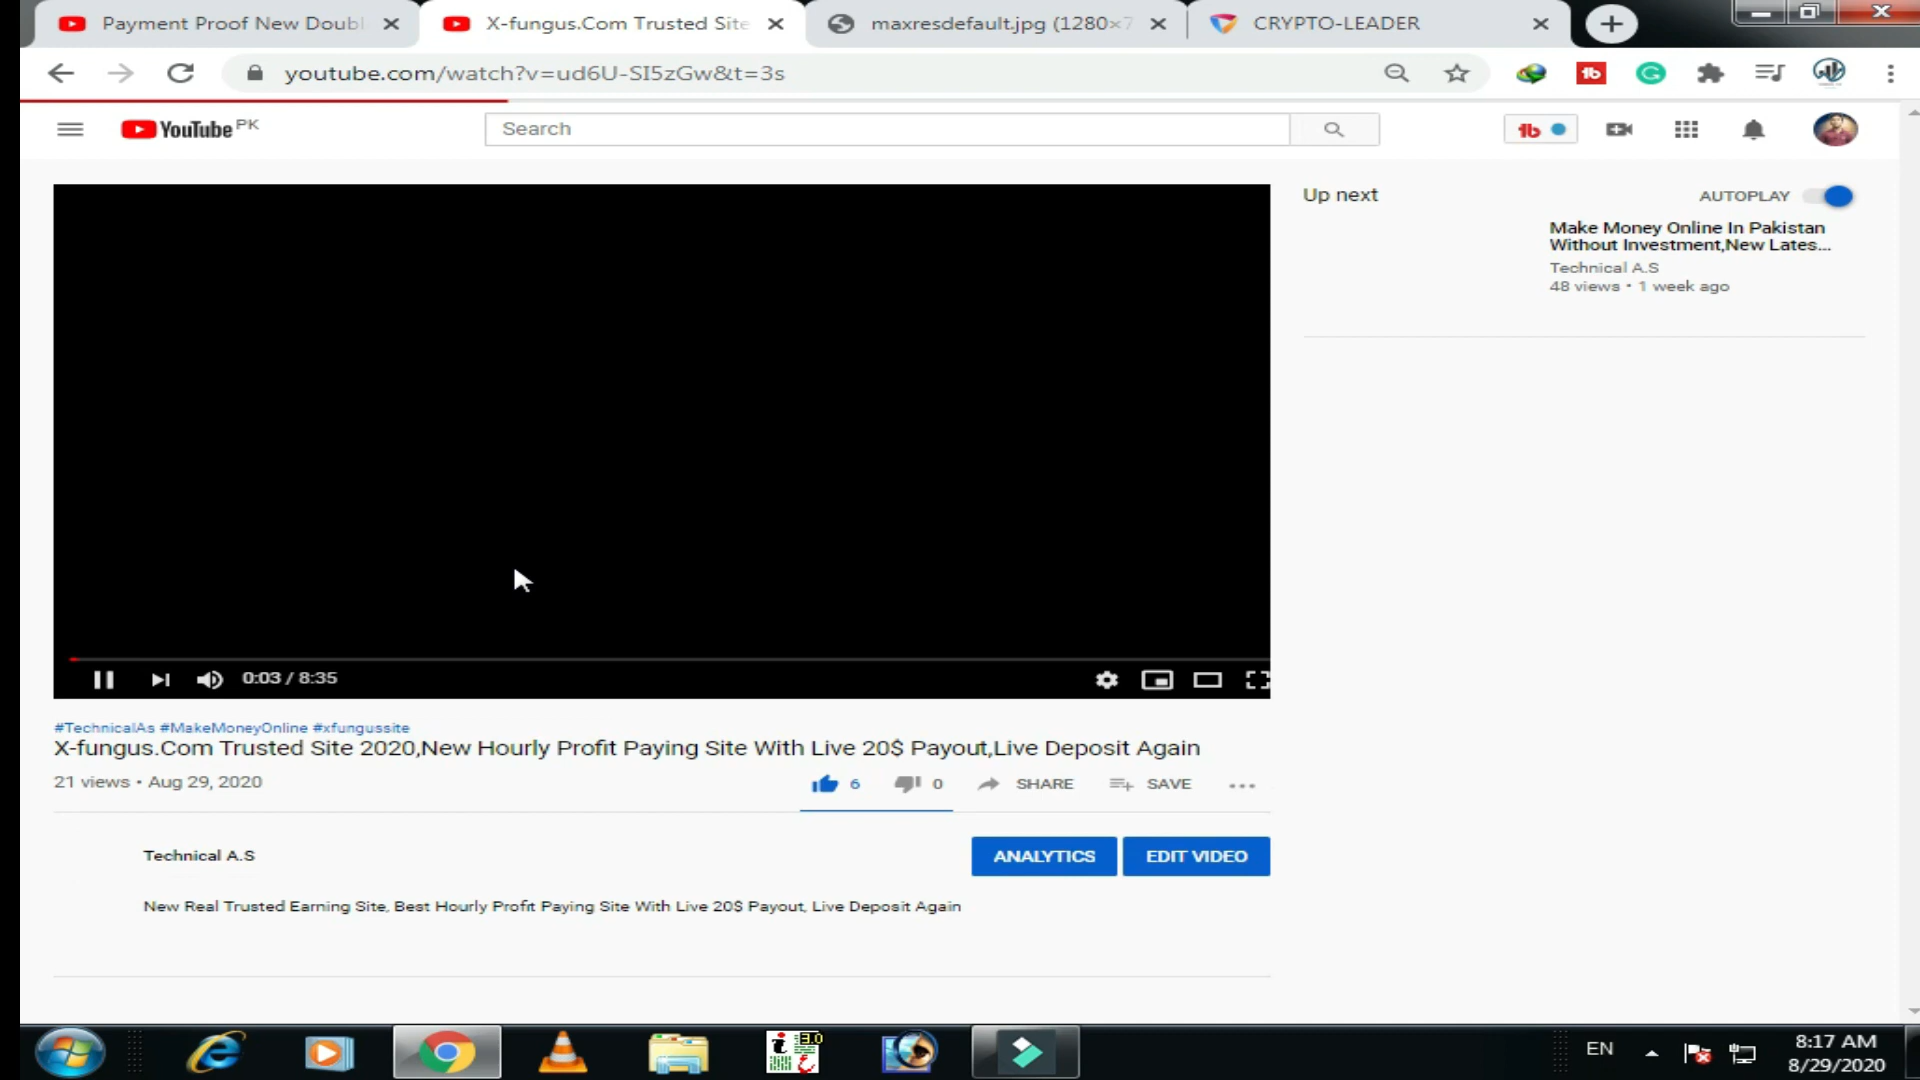 Payment Proof New Doubl
X-fungus.Com Trusted Site
maxresdefault.jpg (1280×7
CRYPTO-LEADER
youtube.com/watch?v=ud6U-SI5zGw&t=3s
YouTube PK
Search
Up next
AUTOPLAY
Make Money Online In Pakistan
Without Investment,New Lates...
Technical A.S
48 views • 1 week ago
0:03 / 8:35
#TechnicalAs #MakeMoneyOnline #xfungussite
X-fungus.Com Trusted Site 2020,New Hourly Profit Paying Site With Live 20$ Payout,Live Deposit Again
21 views • Aug 29, 2020
6
0
SHARE
SAVE
Technical A.S
ANALYTICS
EDIT VIDEO
New Real Trusted Earning Site, Best Hourly Profit Paying Site With Live 20$ Payout, Live Deposit Again
3.0
EN
8:17 AM
8/29/2020